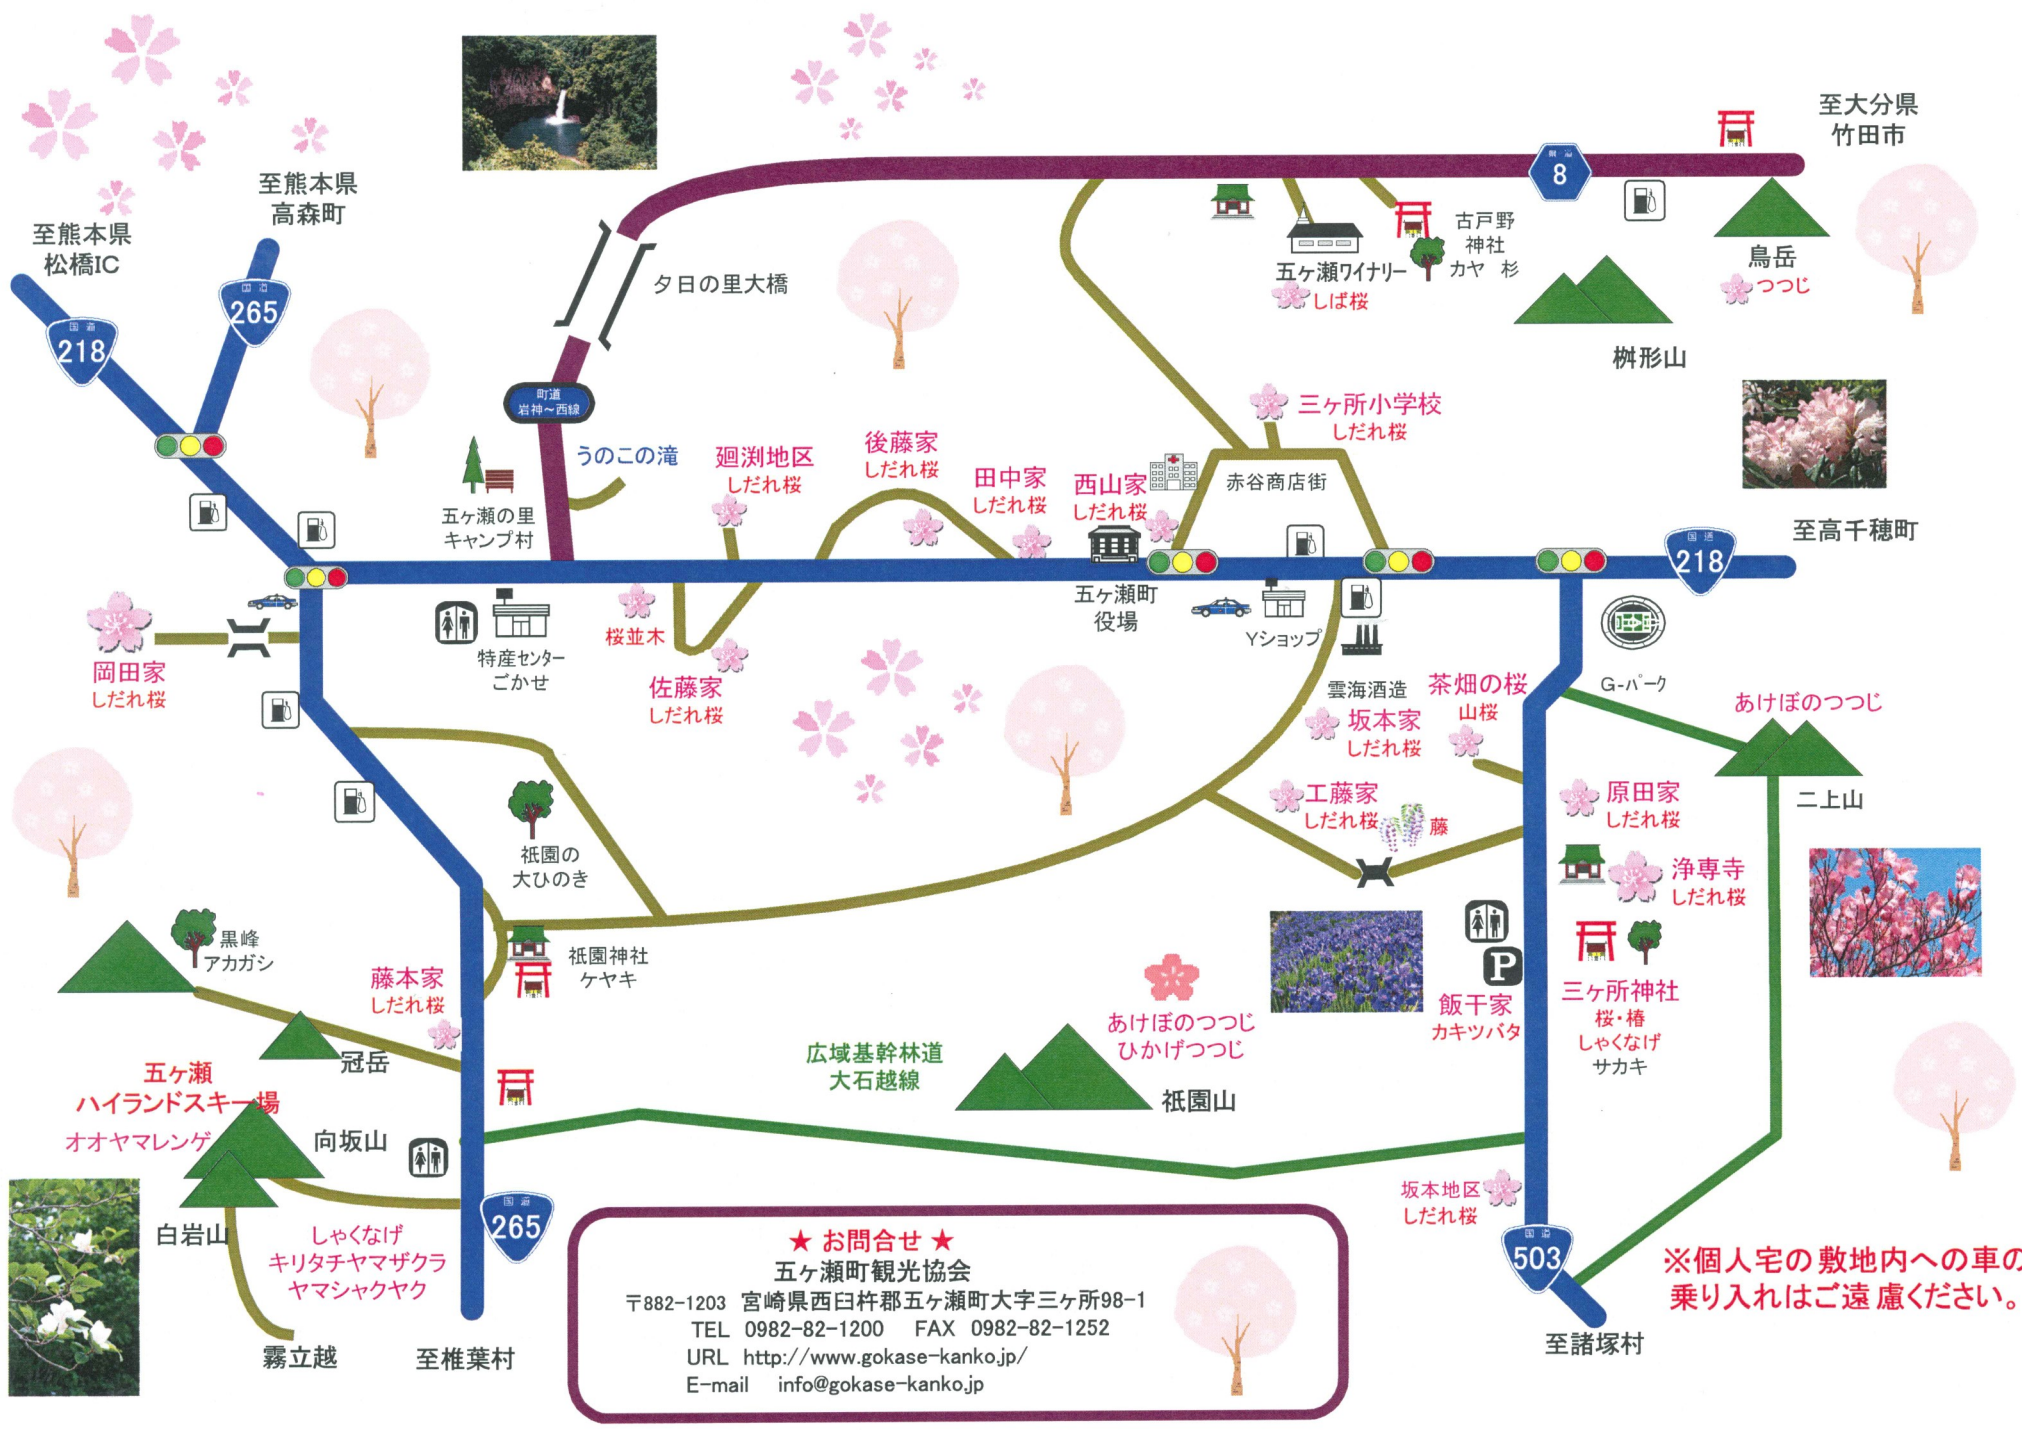 至大分県
竹田市
至熊本県
高森町
至熊本県
松橋IC
県道
8
古戸野
神社
カヤ 杉
五ヶ瀬ワイナリー
しば桜
烏岳
つつじ
桝形山
国道
265
国道
218
夕日の里大橋
町道
岩神～西線
うのこの滝
五ヶ瀬の里
キャンプ村
廻渕地区
しだれ桜
後藤家
しだれ桜
田中家
しだれ桜
西山家
しだれ桜
三ヶ所小学校
しだれ桜
赤谷商店街
至高千穂町
国道
218
五ヶ瀬町
役場
Yショップ
雲海酒造
G-パーク
岡田家
しだれ桜
特産センター
ごかせ
桜並木
佐藤家
しだれ桜
坂本家
しだれ桜
茶畑の桜
山桜
あけぼのつつじ
二上山
工藤家
しだれ桜
藤
原田家
しだれ桜
浄専寺
しだれ桜
祇園の
大ひのき
祇園神社
ケヤキ
黒峰
アカガシ
藤本家
しだれ桜
冠岳
P
飯干家
カキツバタ
三ヶ所神社
桜・椿
しゃくなげ
サカキ
あけぼのつつじ
ひかげつつじ
祇園山
広域基幹林道
大石越線
五ヶ瀬
ハイランドスキー場
オオヤマレンゲ
向坂山
白岩山
しゃくなげ
キリタチヤマザクラ
ヤマシャクヤク
霧立越
国道
265
至椎葉村
坂本地区
しだれ桜
国道
503
至諸塚村
※個人宅の敷地内への車の
乗り入れはご遠慮ください。
★ お問合せ ★
五ヶ瀬町観光協会
〒882-1203 宮崎県西臼杵郡五ヶ瀬町大字三ヶ所98-1
TEL 0982-82-1200 FAX 0982-82-1252
URL http://www.gokase-kanko.jp/
E-mail info@gokase-kanko.jp